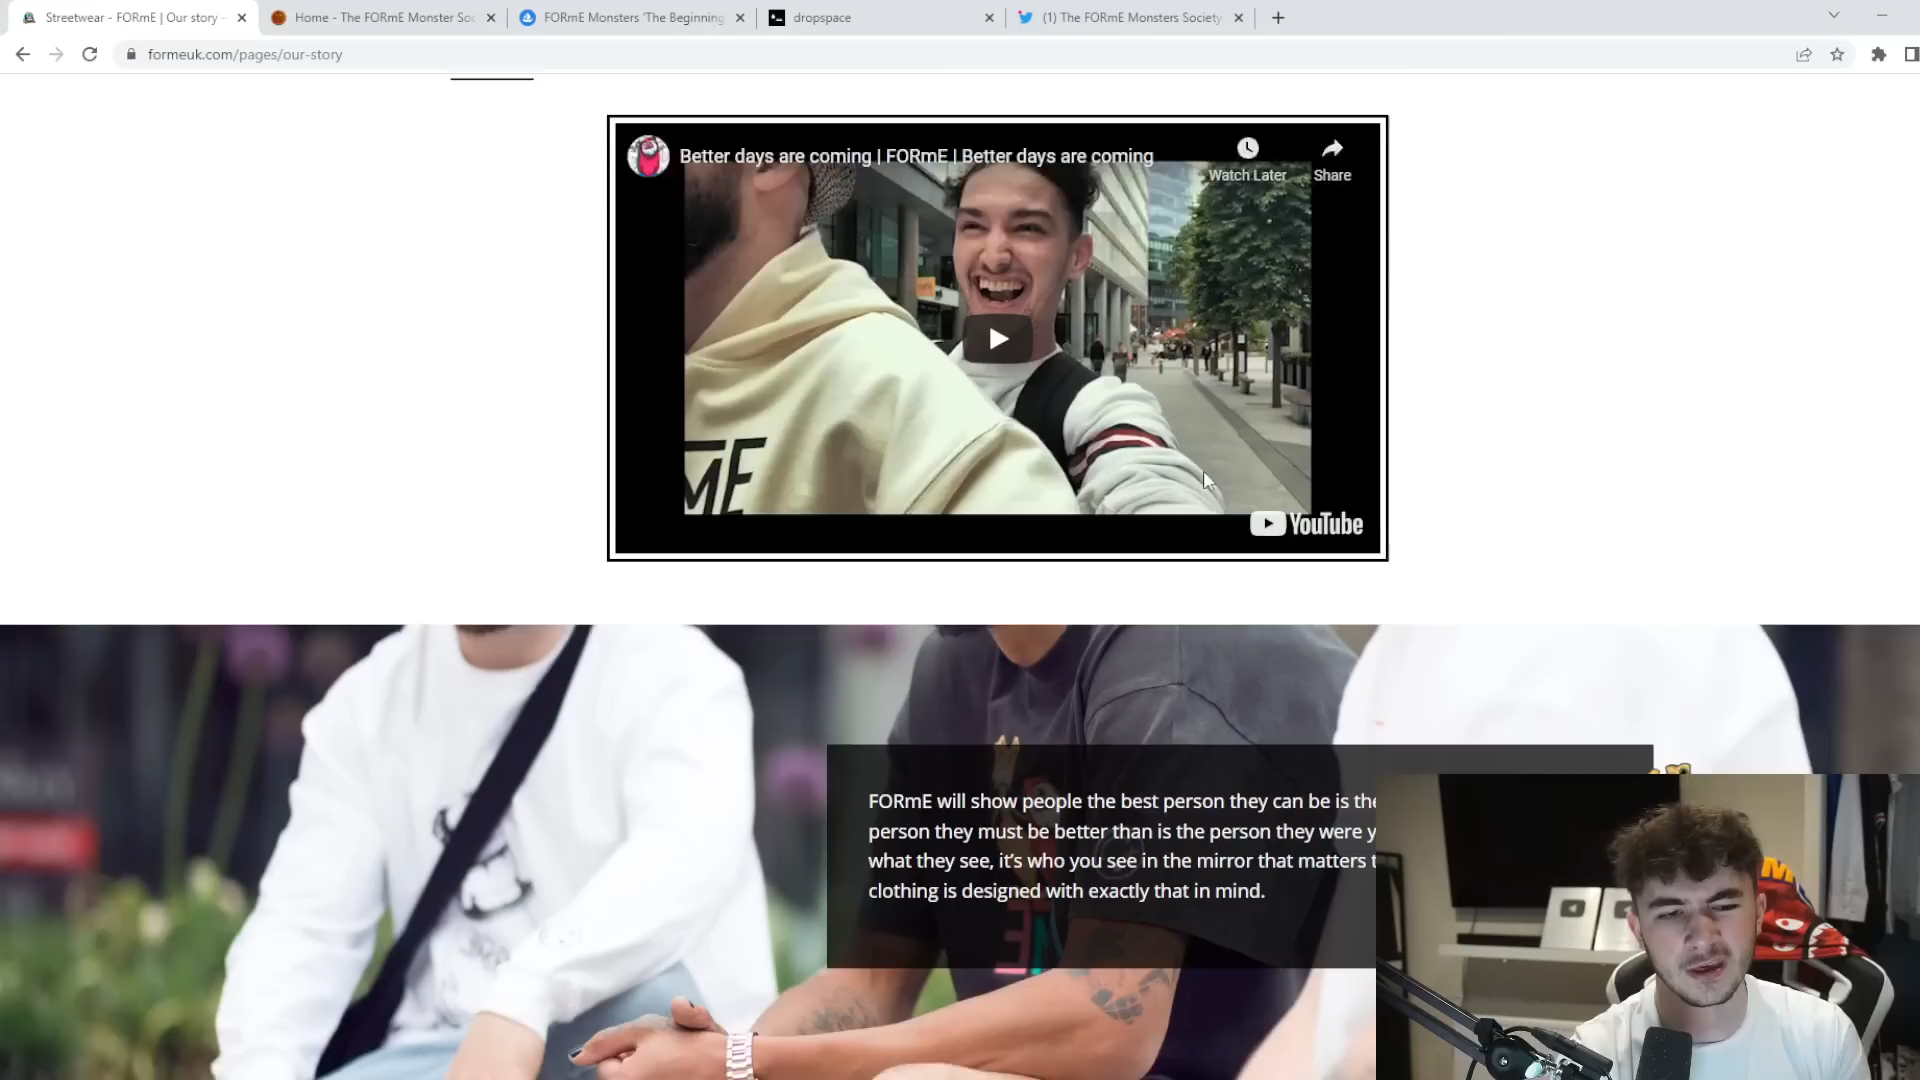 Streetwear - FORmE | Our story -
Home - The FORmE Monster Soc
FORmE Monsters 'The Beginning
dropspace
(1) The FORmE Monsters Society
formeuk.com/pages/our-story
Better days are coming | FORmE | Better days are coming
Watch Later
Share
ME
YouTube
FORmE will show people the best person they can be is the
person they must be better than is the person they were y
what they see, it's who you see in the mirror that matters t
clothing is designed with exactly that in mind.